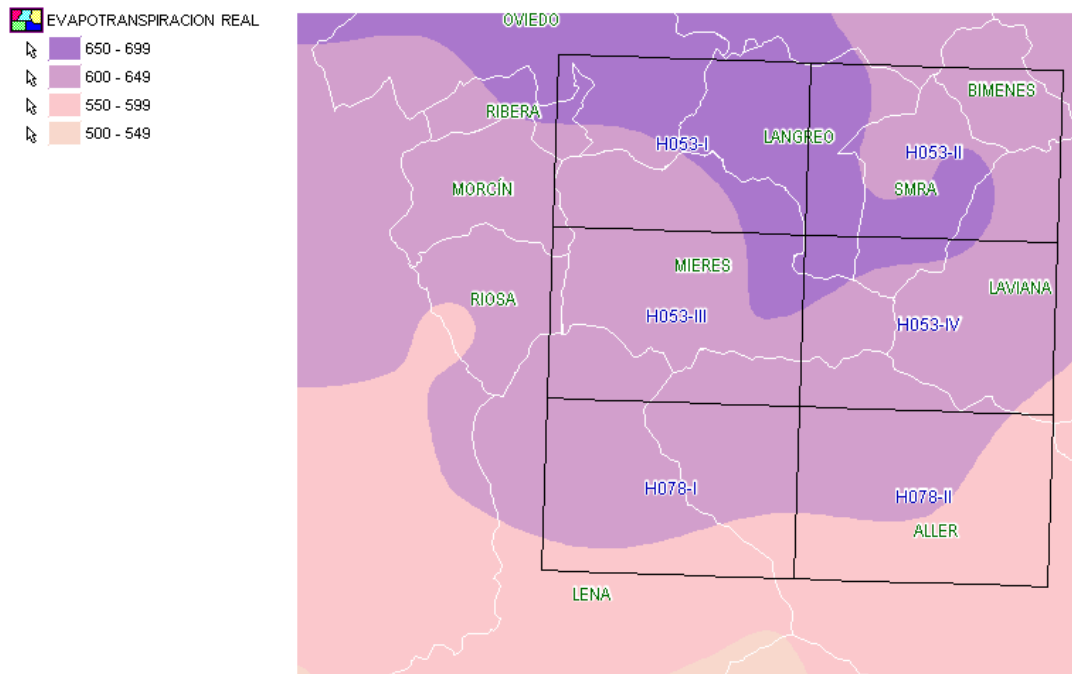 EVAPOTRANSPIRACION REAL
650 - 699
600 - 649
550 - 599
500 - 549
OVIEDO
BIMENES
RIBERA
LANGREO
H053-I
H053-II
MORCÍN
SMRA
MIERES
LAVIANA
RIOSA
H053-III
H053-IV
H078-I
H078-II
ALLER
LENA